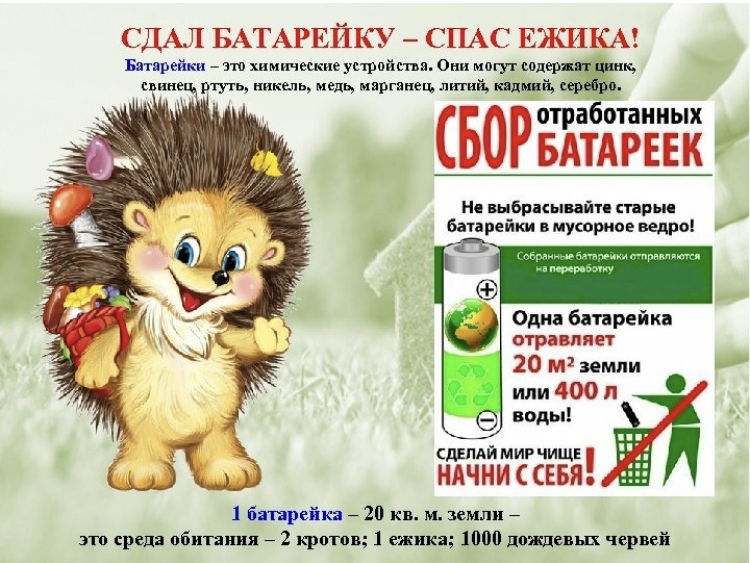 СДАЛ БАТАРЕЙКУ – СПАС ЕЖИКА!
Батарейки – это химические устройства. Они могут содержат цинк,
свинец, ртуть, никель, медь, марганец, литий, кадмий, серебро.
СБОР отработанных
БАТАРЕЕК
Не выбрасывайте старые
батарейки в мусорное ведро!
Собранные батарейки отправляются
на переработку
Одна батарейка
отравляет
20 м² земли
или 400 л
воды!
СДЕЛАЙ МИР ЧИЩЕ
НАЧНИ С СЕБЯ!
1 батарейка – 20 кв. м. земли –
это среда обитания – 2 кротов; 1 ежика; 1000 дождевых червей